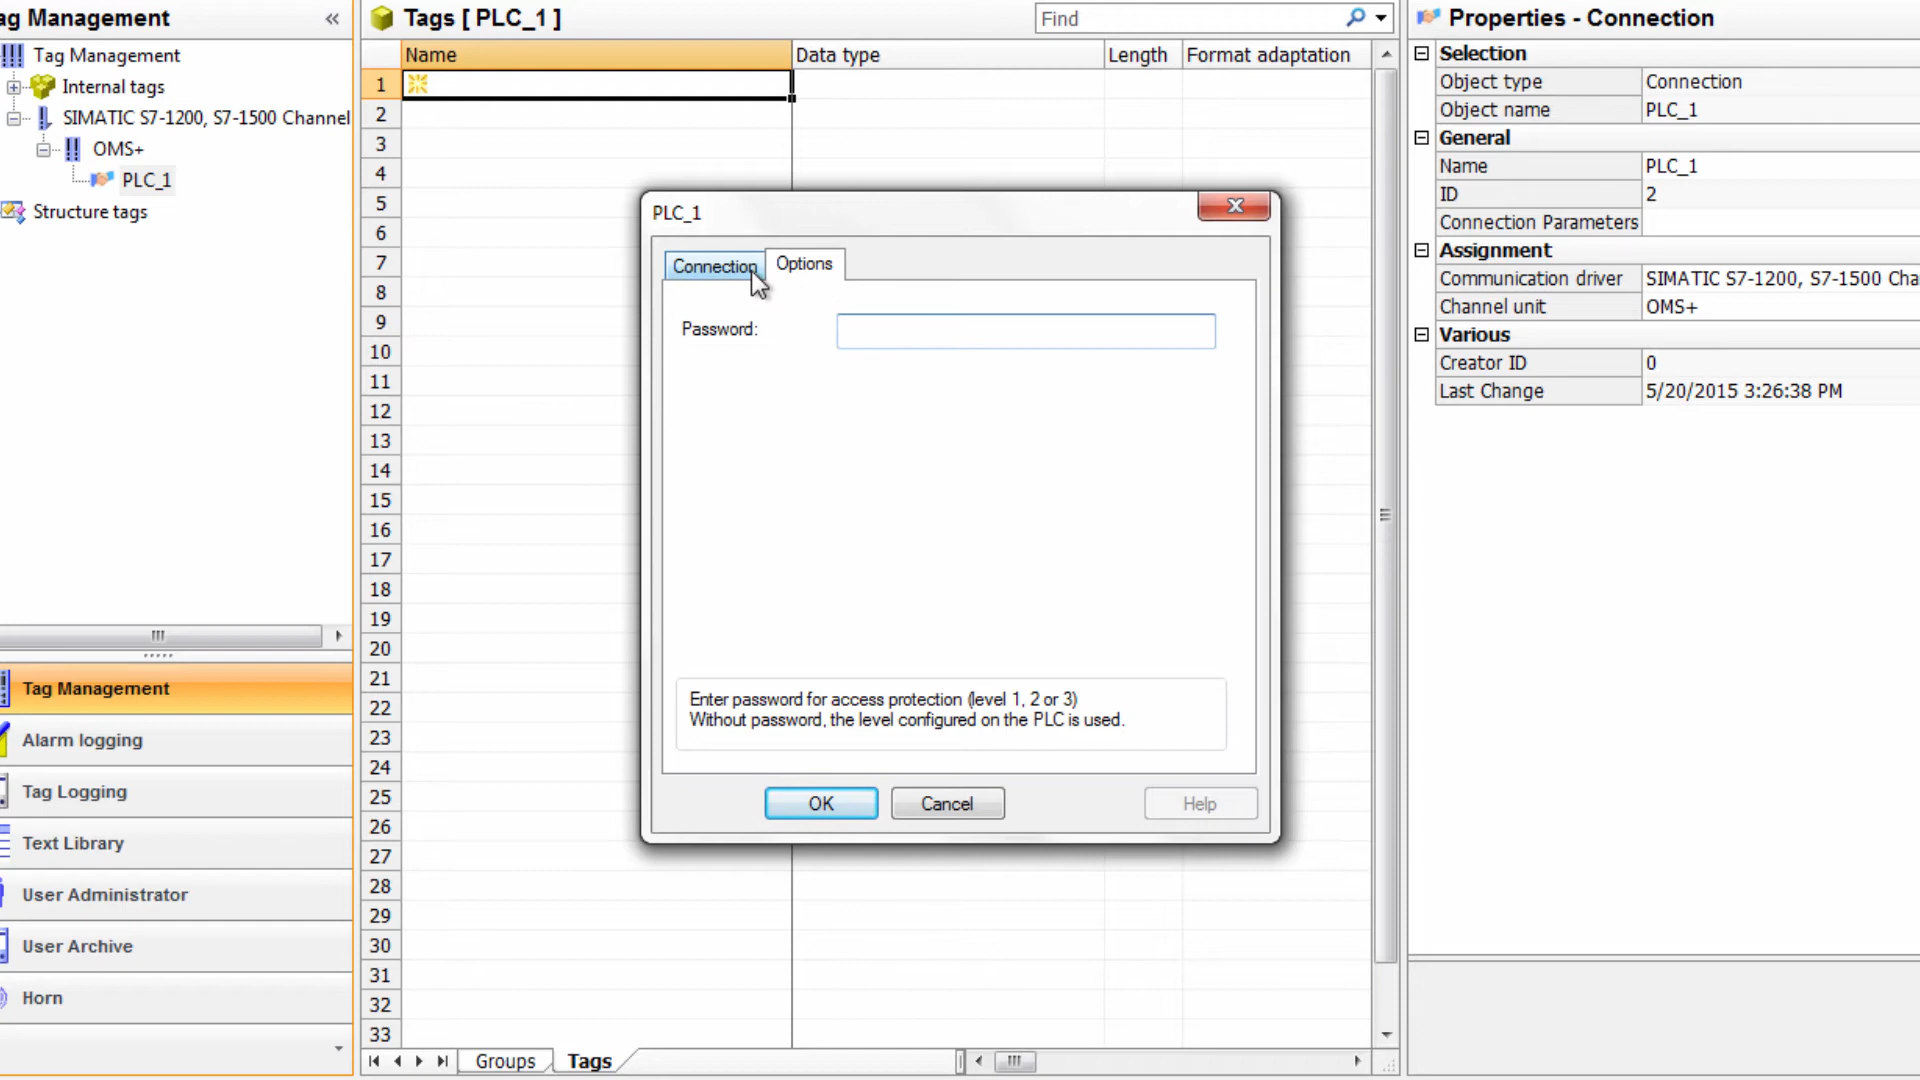 ag Management
Tag Management
Internal tags
SIMATIC S7-1200, S7-1500 Channel
OMS+
PLC_1
Structure tags
Tag Management
Alarm logging
Tag Logging
Text Library
User Administrator
User Archive
Horn
Tags [ PLC_1 ]
Find
Name Data type Length Format adaptation
1
2
3
4
5
6
7
8
9
10
11
12
13
14
15
16
17
18
19
20
21
22
23
24
25
26
27
28
29
30
31
32
33
Groups Tags
PLC_1
Connection Options
Password:
Enter password for access protection (level 1, 2 or 3)
Without password, the level configured on the PLC is used.
OK Cancel Help
Properties - Connection
Selection
Object type Connection
Object name PLC_1
General
Name PLC_1
ID 2
Connection Parameters
Assignment
Communication driver SIMATIC S7-1200, S7-1500 Cha
Channel unit OMS+
Various
Creator ID 0
Last Change 5/20/2015 3:26:38 PM